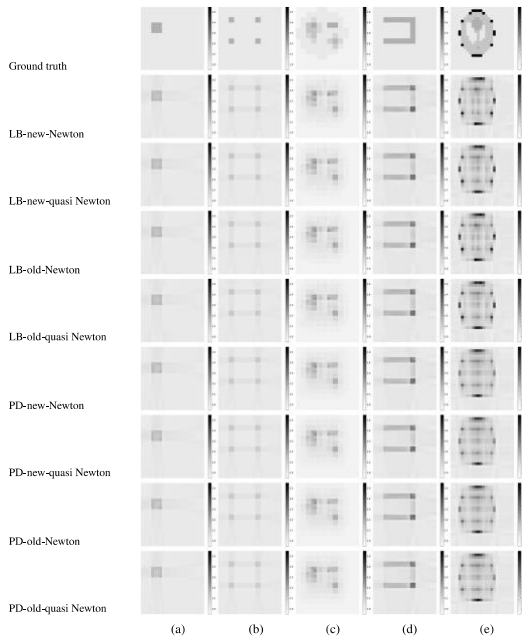 Ground truth
LB-new-Newton
LB-new-quasi Newton
LB-old-Newton
LB-old-quasi Newton
PD-new-Newton
PD-new-quasi Newton
PD-old-Newton
PD-old-quasi Newton
(a) (b) (c) (d) (e)